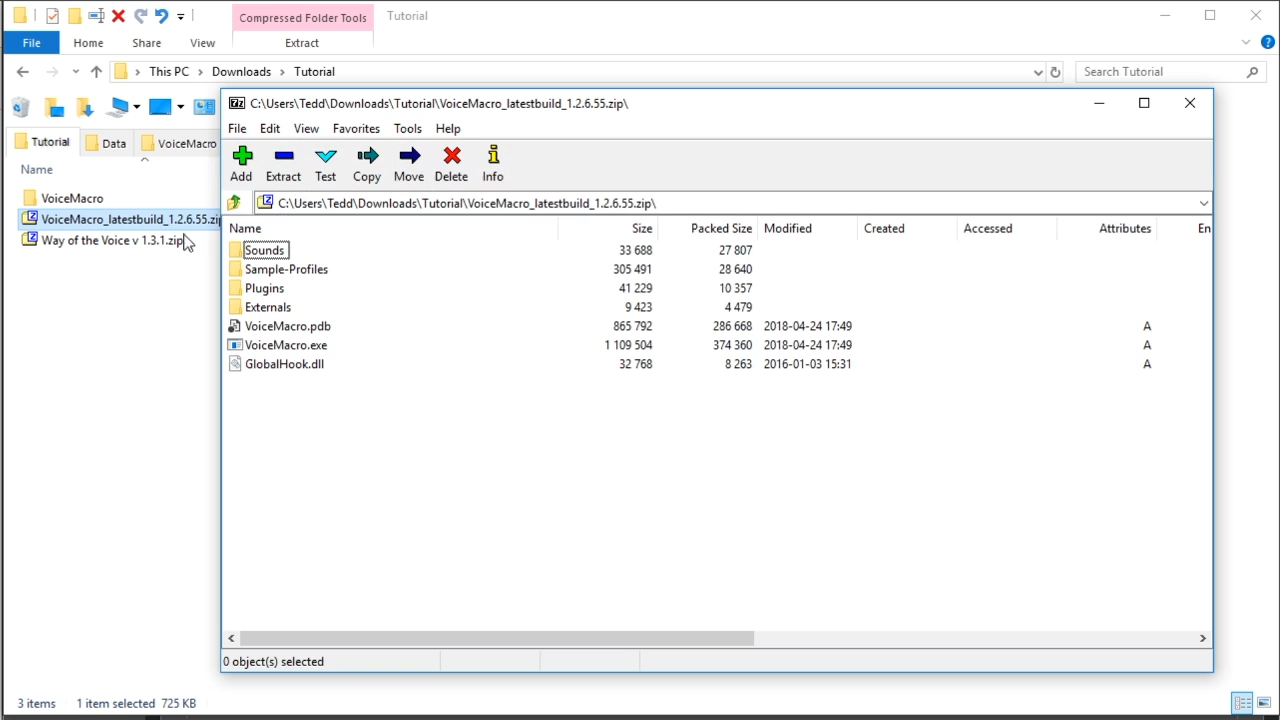 Compressed Folder Tools
Tutorial
File
Home
Share
View
Extract
This PC > Downloads > Tutorial
Search Tutorial
Tutorial
Data
VoiceMacro
Name
VoiceMacro
VoiceMacro_latestbuild_1.2.6.55.zip
Way of the Voice v 1.3.1.zip
3 items 1 item selected 725 KB
C:\Users\Tedd\Downloads\Tutorial\VoiceMacro_latestbuild_1.2.6.55.zip\
File Edit View Favorites Tools Help
Add Extract Test Copy Move Delete Info
C:\Users\Tedd\Downloads\Tutorial\VoiceMacro_latestbuild_1.2.6.55.zip\
Name Size Packed Size Modified Created Accessed Attributes En
Sounds 33 688 27 807
Sample-Profiles 305 491 28 640
Plugins 41 229 10 357
Externals 9 423 4 479
VoiceMacro.pdb 865 792 286 668 2018-04-24 17:49 A
VoiceMacro.exe 1 109 504 374 360 2018-04-24 17:49 A
GlobalHook.dll 32 768 8 263 2016-01-03 15:31 A
0 object(s) selected